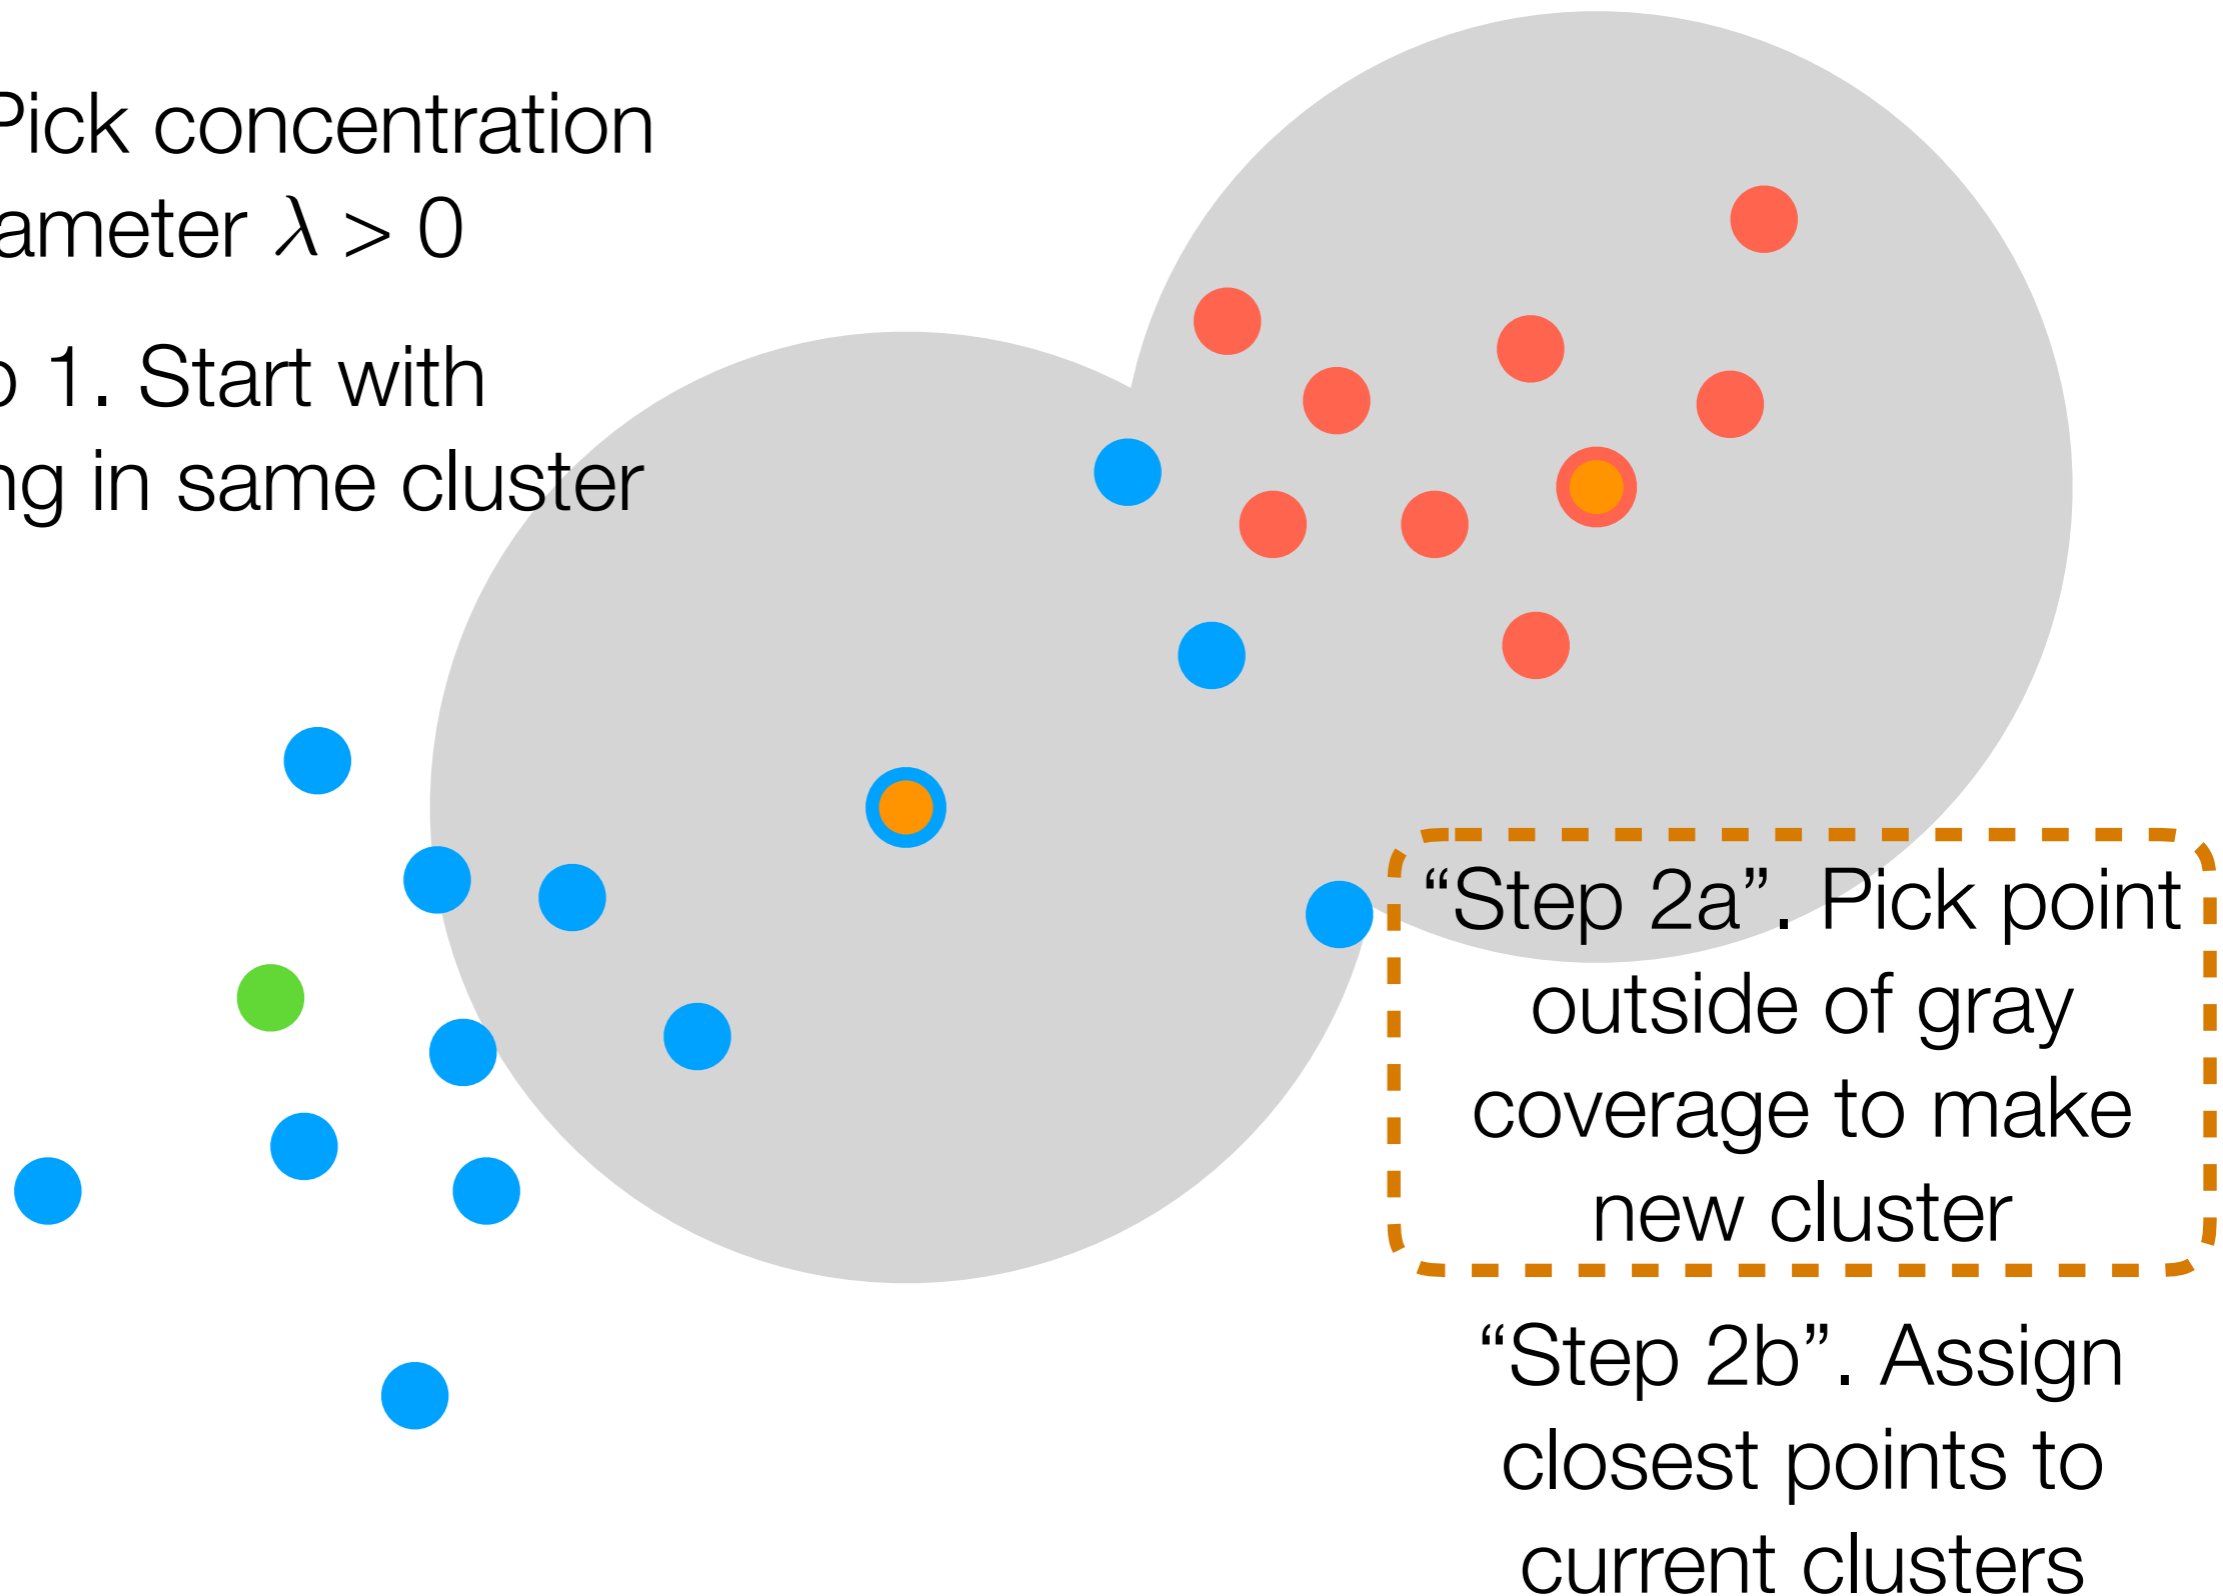 Pick concentration
ameter λ > 0
1. Start with
ng in same cluster
“Step 2a”. Pick point
outside of gray
coverage to make
new cluster
“Step 2b”. Assign
closest points to
current clusters